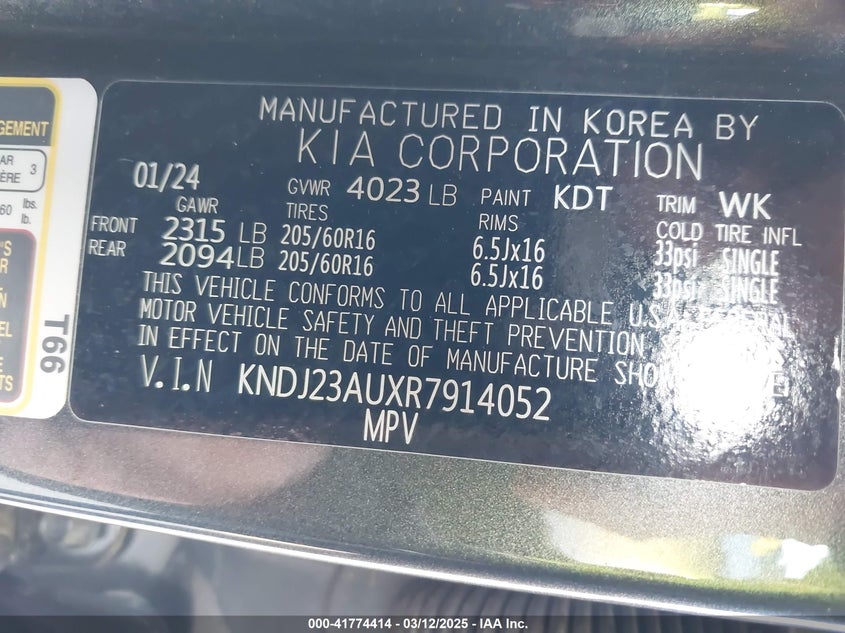 MANUFACTURED IN KOREA BY
KIA CORPORATION
01/24 GVWR 4023 LB PAINT KDT TRIM WK
GAWR TIRES RIMS COLD TIRE INFL
FRONT 2315 LB 205/60R16 6.5Jx16 33psi SINGLE
REAR 2094LB 205/60R16 6.5Jx16 33psi SINGLE
THIS VEHICLE CONFORMS TO ALL APPLICABLE U.S.
MOTOR VEHICLE SAFETY AND THEFT PREVENTION
IN EFFECT ON THE DATE OF MANUFACTURE
V.I.N KNDJ23AUXR7914052
MPV
T66
000-41774414 - 03/12/2025 - IAA Inc.